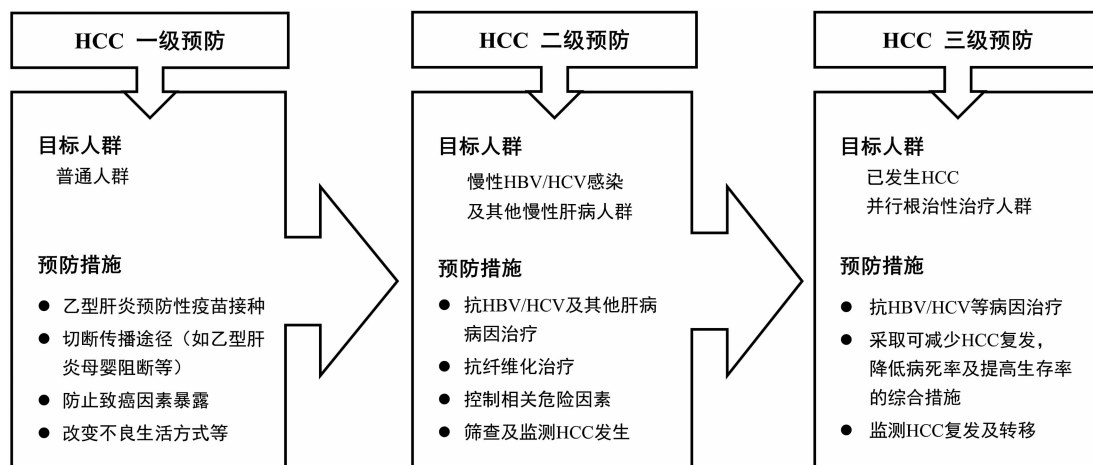 HCC 一级预防
目标人群
普通人群
预防措施
● 乙型肝炎预防性疫苗接种
● 切断传播途径（如乙型肝
炎母婴阻断等）
● 防止致癌因素暴露
● 改变不良生活方式等
HCC 二级预防
目标人群
慢性HBV/HCV感染
及其他慢性肝病人群
预防措施
● 抗HBV/HCV及其他肝病
病因治疗
● 抗纤维化治疗
● 控制相关危险因素
● 筛查及监测HCC发生
HCC 三级预防
目标人群
已发生HCC
并行根治性治疗人群
预防措施
● 抗HBV/HCV等病因治疗
● 采取可减少HCC复发，
降低病死率及提高生存率
的综合措施
● 监测HCC复发及转移